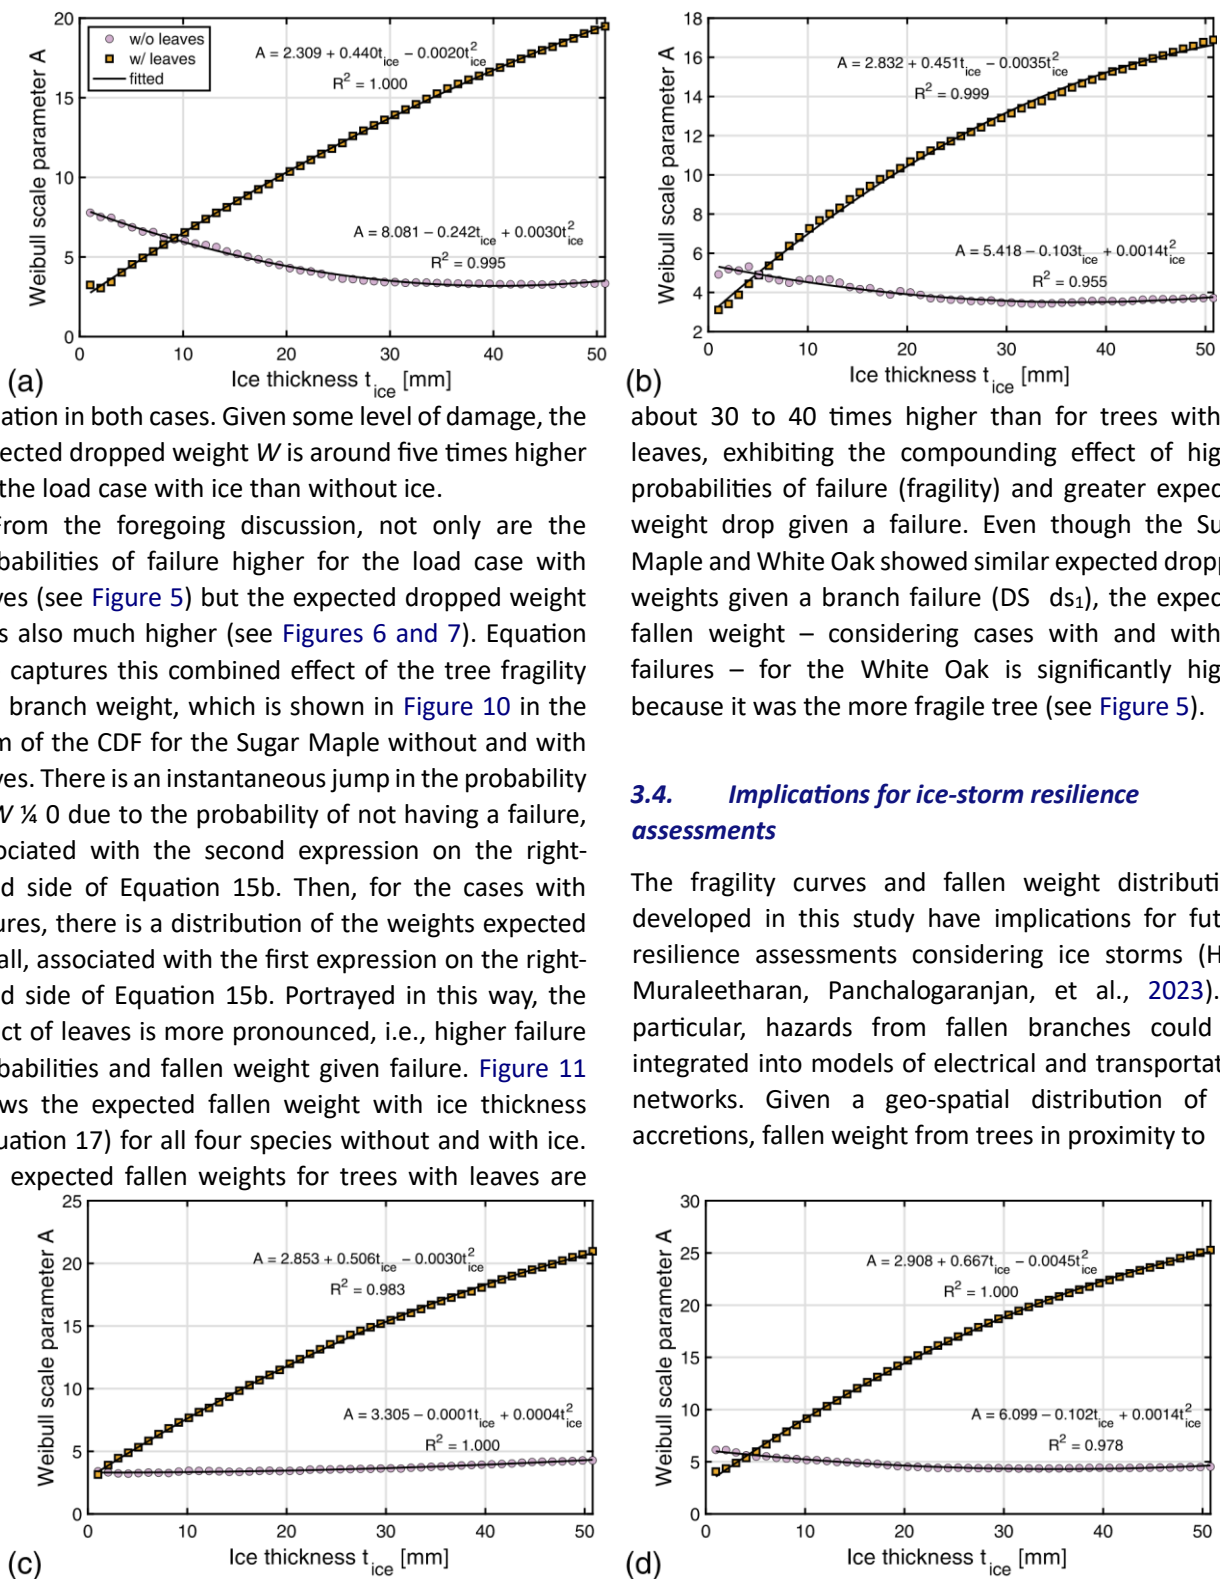 20
15
10
5
0
Weibull scale parameter A
w/o leaves
w/ leaves
fitted
A = 2.309 + 0.440t_ice − 0.0020t²_ice
R² = 1.000
A = 8.081 − 0.242t_ice + 0.0030t²_ice
R² = 0.995
0 10 20 30 40 50
Ice thickness t_ice [mm]
(a)
18
16
14
12
10
8
6
4
2
Weibull scale parameter A
A = 2.832 + 0.451t_ice − 0.0035t²_ice
R² = 0.999
A = 5.418 − 0.103t_ice + 0.0014t²_ice
R² = 0.955
0 10 20 30 40 50
Ice thickness t_ice [mm]
(b)
ation in both cases. Given some level of damage, the
ected dropped weight W is around five times higher
the load case with ice than without ice.
From the foregoing discussion, not only are the
babilities of failure higher for the load case with
ves (see Figure 5) but the expected dropped weight
s also much higher (see Figures 6 and 7). Equation
captures this combined effect of the tree fragility
branch weight, which is shown in Figure 10 in the
m of the CDF for the Sugar Maple without and with
ves. There is an instantaneous jump in the probability
W ¼ 0 due to the probability of not having a failure,
ociated with the second expression on the right-
d side of Equation 15b. Then, for the cases with
ures, there is a distribution of the weights expected
all, associated with the first expression on the right-
d side of Equation 15b. Portrayed in this way, the
ct of leaves is more pronounced, i.e., higher failure
babilities and fallen weight given failure. Figure 11
ws the expected fallen weight with ice thickness
uation 17) for all four species without and with ice.
expected fallen weights for trees with leaves are
about 30 to 40 times higher than for trees with
leaves, exhibiting the compounding effect of hig
probabilities of failure (fragility) and greater expec
weight drop given a failure. Even though the Su
Maple and White Oak showed similar expected dropp
weights given a branch failure (DS ds₁), the expec
fallen weight – considering cases with and with
failures – for the White Oak is significantly hig
because it was the more fragile tree (see Figure 5).
3.4. Implications for ice-storm resilience
assessments
The fragility curves and fallen weight distributi
developed in this study have implications for fut
resilience assessments considering ice storms (H
Muraleetharan, Panchalogaranjan, et al., 2023).
particular, hazards from fallen branches could
integrated into models of electrical and transportat
networks. Given a geo-spatial distribution of
accretions, fallen weight from trees in proximity to
25
20
15
10
5
0
Weibull scale parameter A
A = 2.853 + 0.506t_ice − 0.0030t²_ice
R² = 0.983
A = 3.305 − 0.0001t_ice + 0.0004t²_ice
R² = 1.000
0 10 20 30 40 50
Ice thickness t_ice [mm]
(c)
30
25
20
15
10
5
0
Weibull scale parameter A
A = 2.908 + 0.667t_ice − 0.0045t²_ice
R² = 1.000
A = 6.099 − 0.102t_ice + 0.0014t²_ice
R² = 0.978
0 10 20 30 40 50
Ice thickness t_ice [mm]
(d)